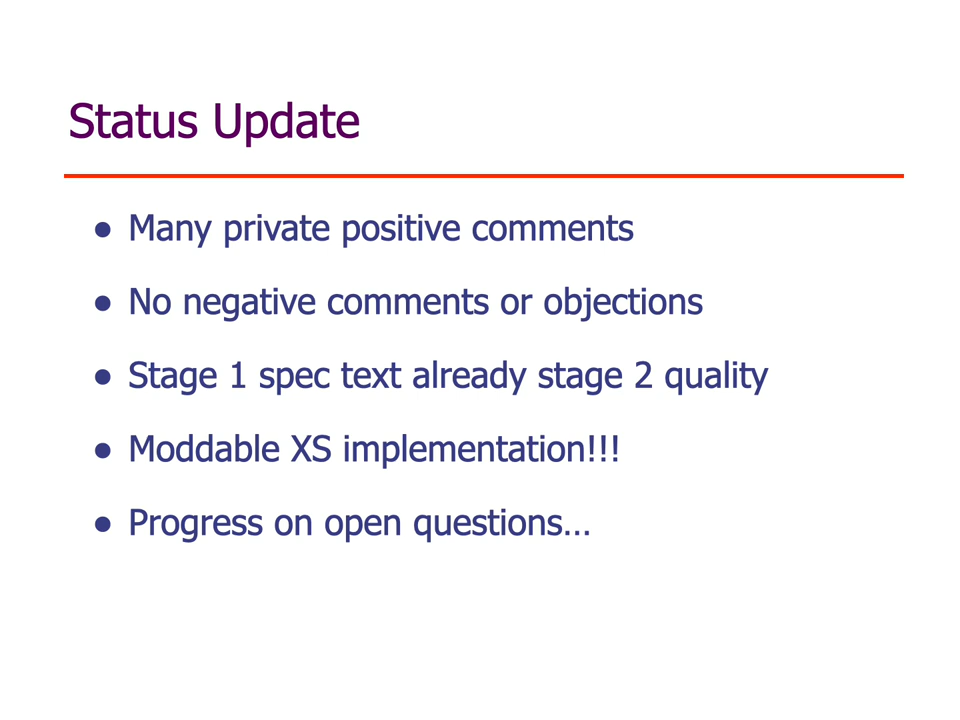 Status Update
● Many private positive comments
● No negative comments or objections
● Stage 1 spec text already stage 2 quality
● Moddable XS implementation!!!
● Progress on open questions…